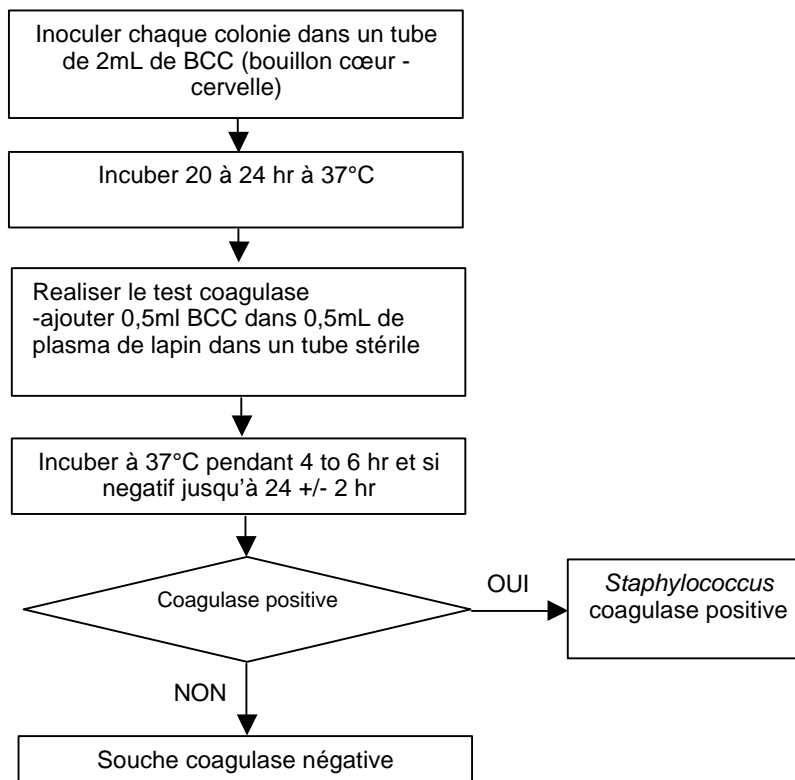 Inoculer chaque colonie dans un tube
de 2mL de BCC (bouillon cœur -
cervelle)
Incuber 20 à 24 hr à 37°C
Realiser le test coagulase
-ajouter 0,5ml BCC dans 0,5mL de
plasma de lapin dans un tube stérile
Incuber à 37°C pendant 4 to 6 hr et si
negatif jusqu'à 24 +/- 2 hr
Coagulase positive
OUI
Staphylococcus
coagulase positive
NON
Souche coagulase négative